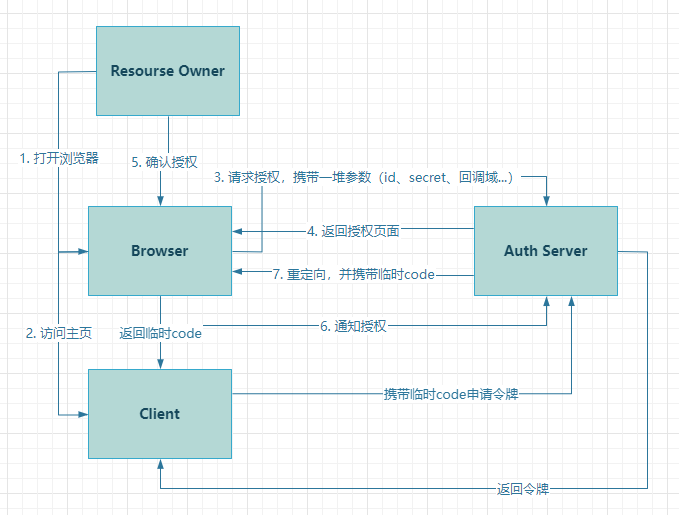 Resourse Owner
1. 打开浏览器
5. 确认授权
3. 请求授权，携带一堆参数（id、secret、回调域...）
Browser
4. 返回授权页面
Auth Server
7. 重定向，并携带临时code
2. 访问主页
返回临时code
6. 通知授权
Client
携带临时code申请令牌
返回令牌